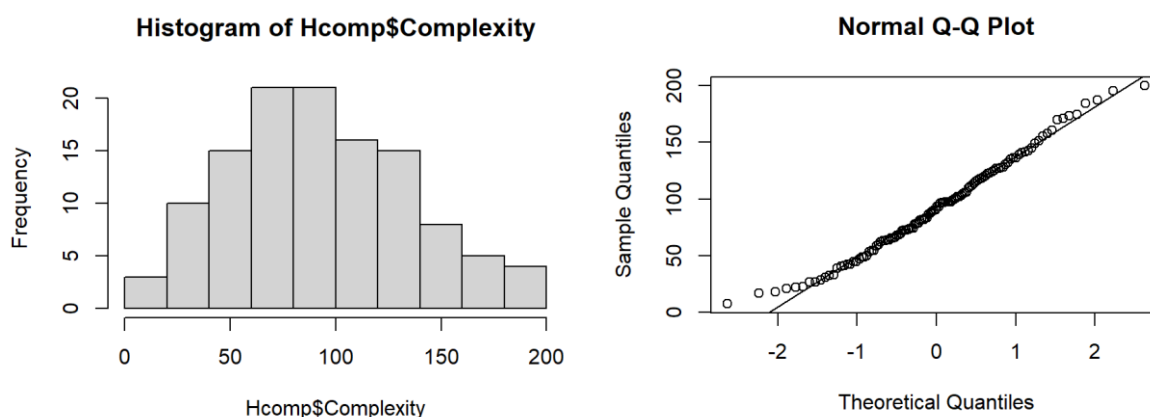 Histogram of Hcomp$Complexity
Frequency
20
15
10
5
0
0 50 100 150 200
Hcomp$Complexity
Normal Q-Q Plot
Sample Quantiles
200
150
100
50
0
-2 -1 0 1 2
Theoretical Quantiles